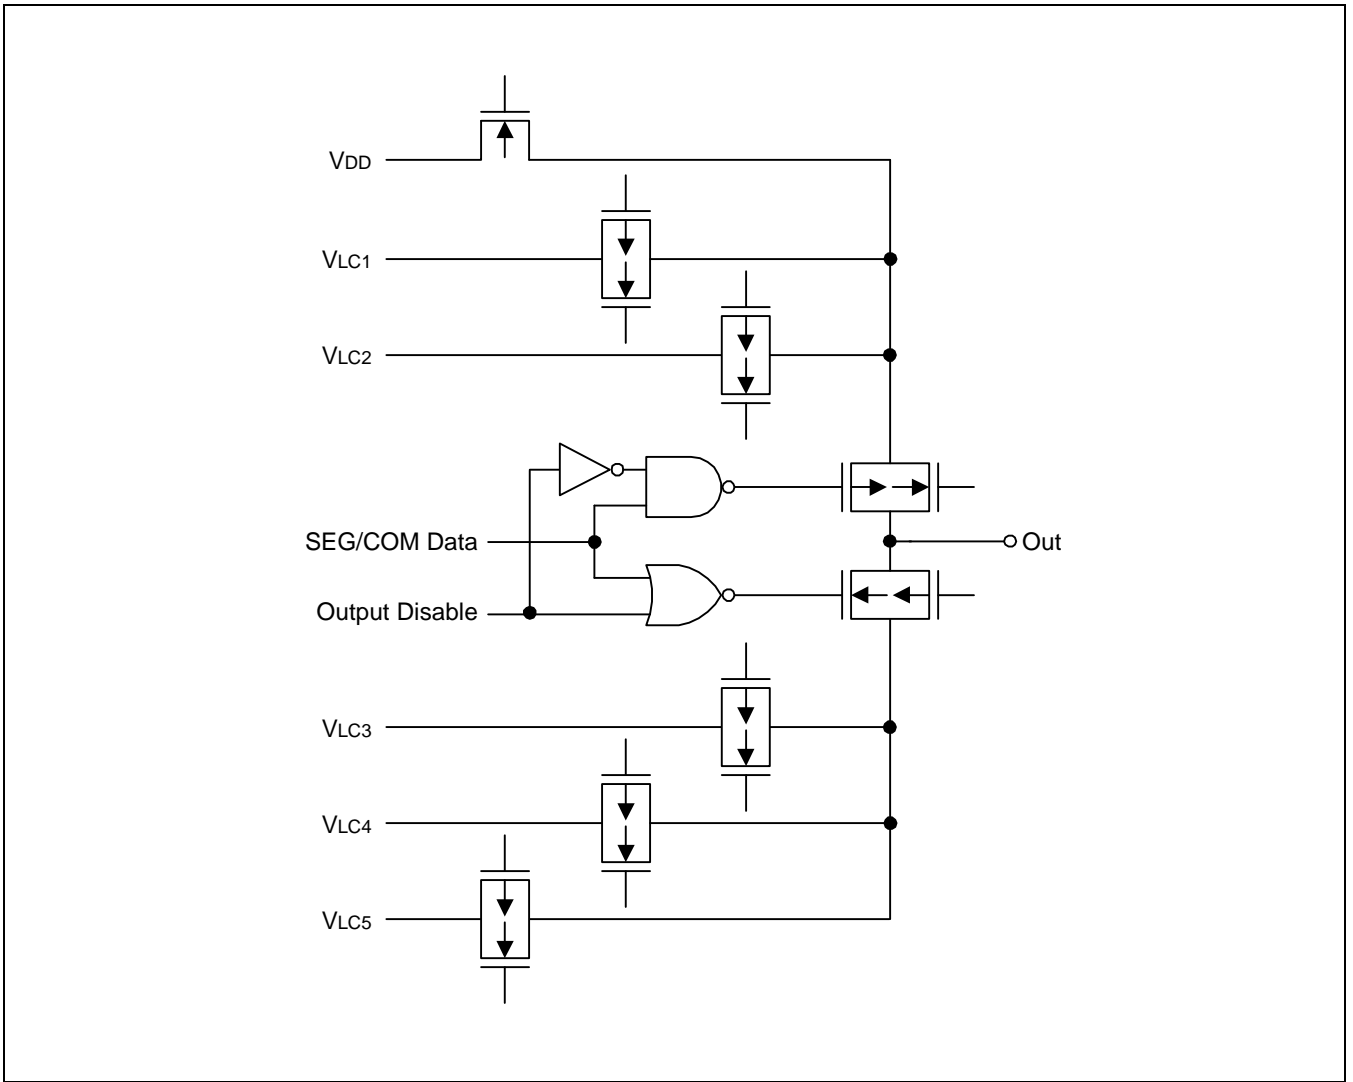 VDD
VLC1
VLC2
SEG/COM Data
Out
Output Disable
VLC3
VLC4
VLC5